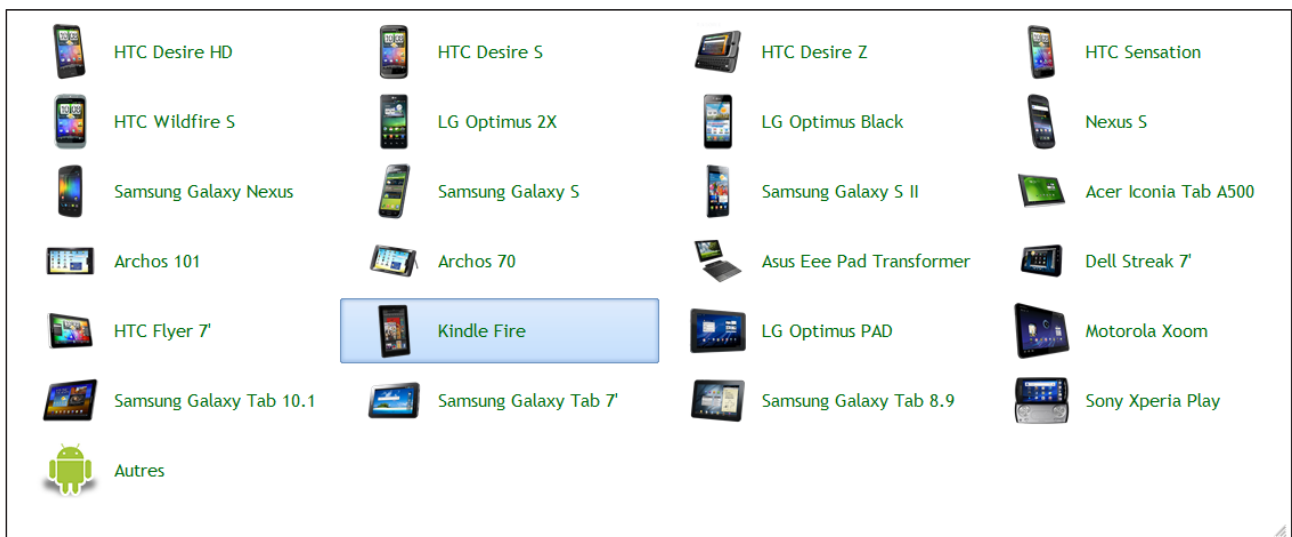 HTC Desire HD
HTC Desire S
HTC Desire Z
HTC Sensation
HTC Wildfire S
LG Optimus 2X
LG Optimus Black
Nexus S
Samsung Galaxy Nexus
Samsung Galaxy S
Samsung Galaxy S II
Acer Iconia Tab A500
Archos 101
Archos 70
Asus Eee Pad Transformer
Dell Streak 7'
HTC Flyer 7'
Kindle Fire
LG Optimus PAD
Motorola Xoom
Samsung Galaxy Tab 10.1
Samsung Galaxy Tab 7'
Samsung Galaxy Tab 8.9
Sony Xperia Play
Autres